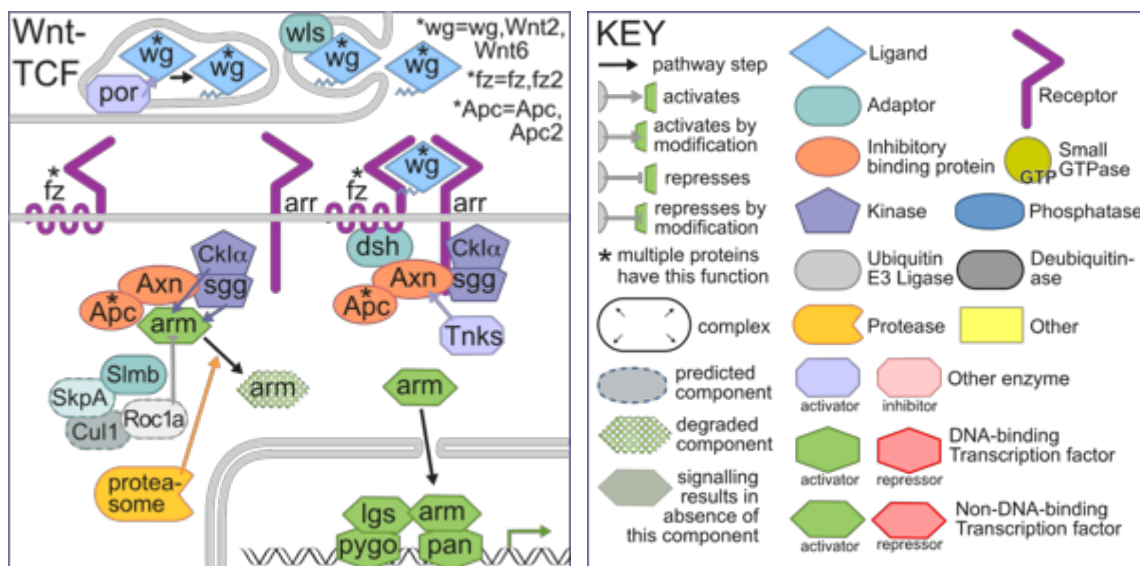 Wnt-
TCF
*
wg
*
wg
por
wls
*
wg
*
wg
*wg=wg,Wnt2,
Wnt6
*fz=fz,fz2
*Apc=Apc,
Apc2
*
fz
arr
*
fz
*
wg
arr
CkIα
sgg
Axn
*
Apc
arm
dsh
CkIα
sgg
Axn
*
Apc
Tnks
Slmb
SkpA
Roc1a
Cul1
arm
arm
protea-
some
lgs
arm
pygo
pan
KEY
pathway step
activates
activates by
modification
represses
represses by
modification
* multiple proteins
have this function
complex
predicted
component
degraded
component
signalling
results in
absence of
this component
Ligand
Adaptor
Inhibitory
binding protein
Kinase
Ubiquitin
E3 Ligase
Protease
Receptor
GTP
Small
GTPase
Phosphatase
Deubiquitin-
ase
Other
Other enzyme
activator
inhibitor
DNA-binding
Transcription factor
activator
repressor
Non-DNA-binding
Transcription factor
activator
repressor